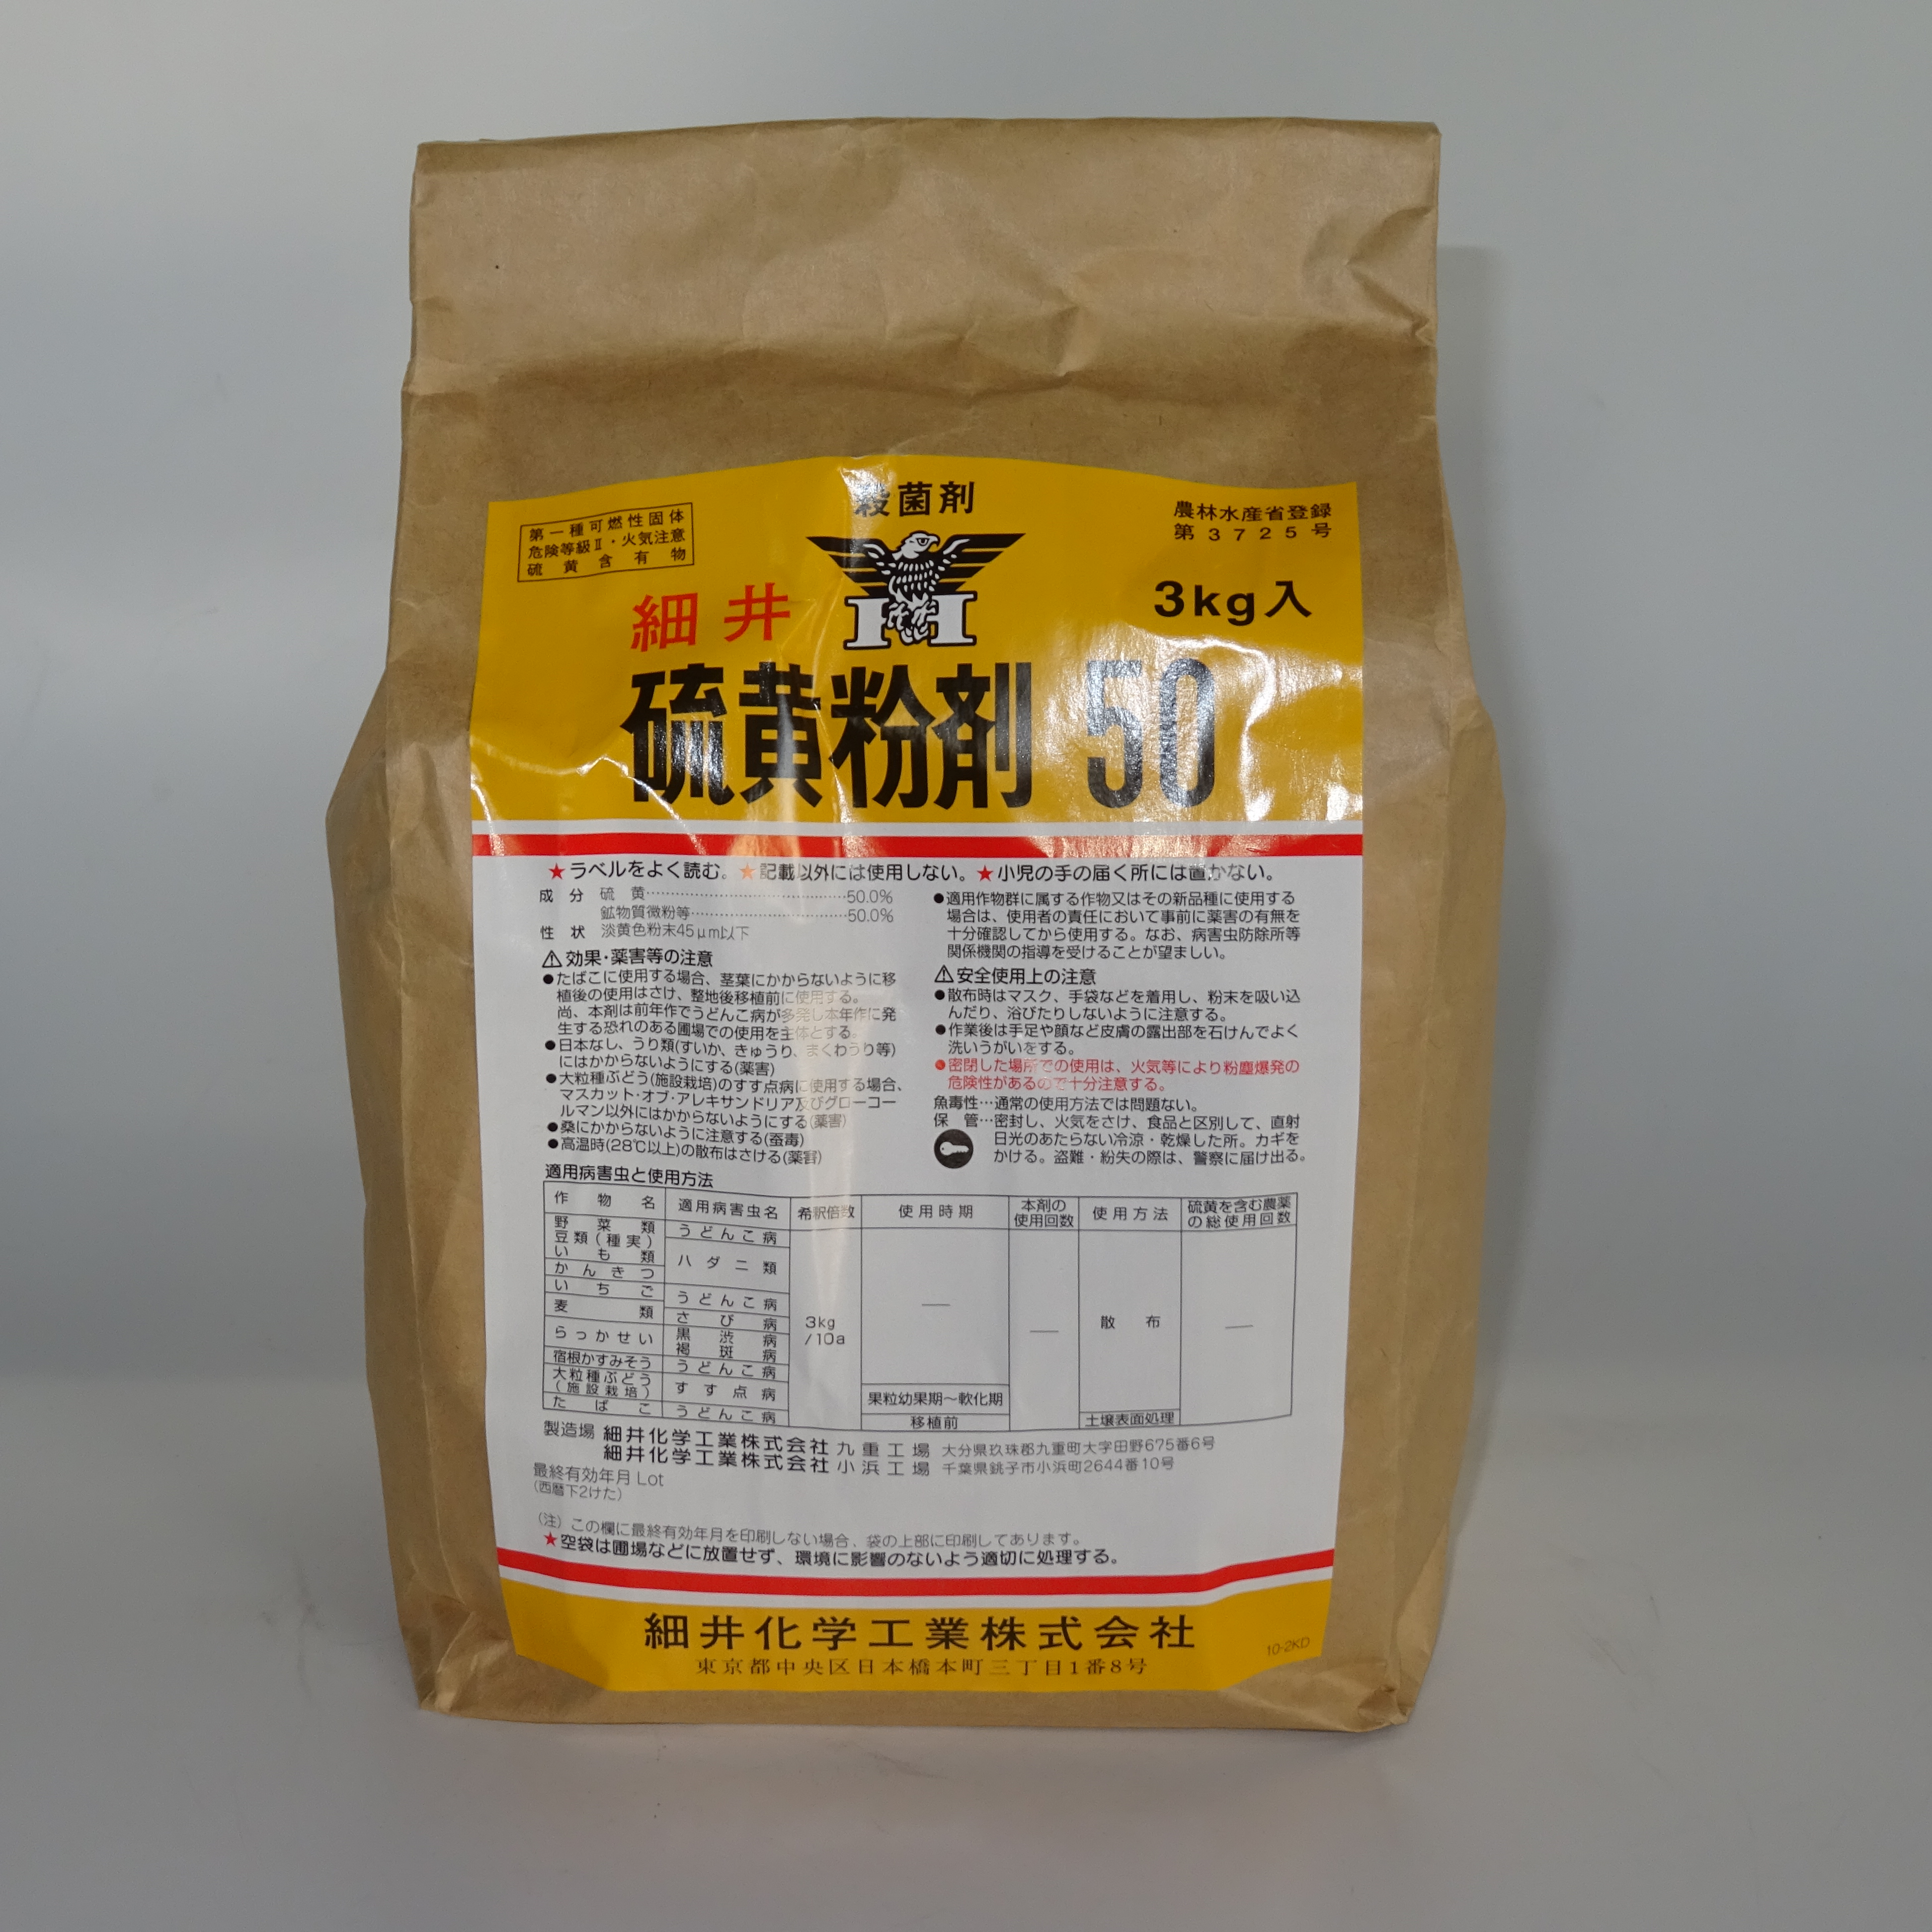 殺菌剤
第一種可燃性固体
危険等級Ⅱ・火気注意
硫黄含有物
農林水産省登録
第3725号
細井
H
3kg入
硫黄粉剤 50
★ラベルをよく読む。★記載以外には使用しない。★小児の手の届く所には置かない。
成分 硫黄……………………………50.0%
鉱物質微粉等……………………50.0%
性状 淡黄色粉末45μm以下
⚠効果・薬害等の注意
●たばこに使用する場合、茎葉にかからないように移
植後の使用はさけ、整地後移植前に使用する。
尚、本剤は前年作でうどんこ病が多発し本年作に発
生する恐れのある圃場での使用を主体とする。
●日本なし、うり類(すいか、きゅうり、まくわうり等)
にはかからないようにする(薬害)
●大粒種ぶどう(施設栽培)のすす点病に使用する場合、
マスカット・オブ・アレキサンドリア及びグローコー
ルマン以外にはかからないようにする(薬害)
●桑にかからないように注意する(蚕毒)
●高温時(28℃以上)の散布はさける(薬害)
●適用作物群に属する作物又はその新品種に使用する
場合は、使用者の責任において事前に薬害の有無を
十分確認してから使用する。なお、病害虫防除所等
関係機関の指導を受けることが望ましい。
⚠安全使用上の注意
●散布時はマスク、手袋などを着用し、粉末を吸い込
んだり、浴びたりしないように注意する。
●作業後は手足や顔など皮膚の露出部を石けんでよく
洗いうがいをする。
●密閉した場所での使用は、火気等により粉塵爆発の
危険性があるので十分注意する。
魚毒性…通常の使用方法では問題ない。
保管…密封し、火気をさけ、食品と区別して、直射
日光のあたらない冷涼・乾燥した所。カギを
かける。盗難・紛失の際は、警察に届け出る。
適用病害虫と使用方法
作物名 適用病害虫名 希釈倍数 使用時期 本剤の使用回数 使用方法 硫黄を含む農薬の総使用回数
野菜類 うどんこ病
豆類(種実)
いも類 ハダニ類
かんきつ
いちご うどんこ病
麦類 さび病 3kg/10a — — 散布 —
らっかせい 黒渋病
褐斑病
宿根かすみそう うどんこ病
大粒種ぶどう(施設栽培) すす点病 果粒幼果期～軟化期
たばこ うどんこ病 移植前 土壌表面処理
製造場 細井化学工業株式会社 九重工場 大分県玖珠郡九重町大字田野675番6号
細井化学工業株式会社 小浜工場 千葉県銚子市小浜町2644番10号
最終有効年月 Lot
(西暦下2けた)
(注) この欄に最終有効年月を印刷しない場合、袋の上部に印刷してあります。
★空袋は圃場などに放置せず、環境に影響のないよう適切に処理する。
細井化学工業株式会社
東京都中央区日本橋本町三丁目1番8号
10-2KD